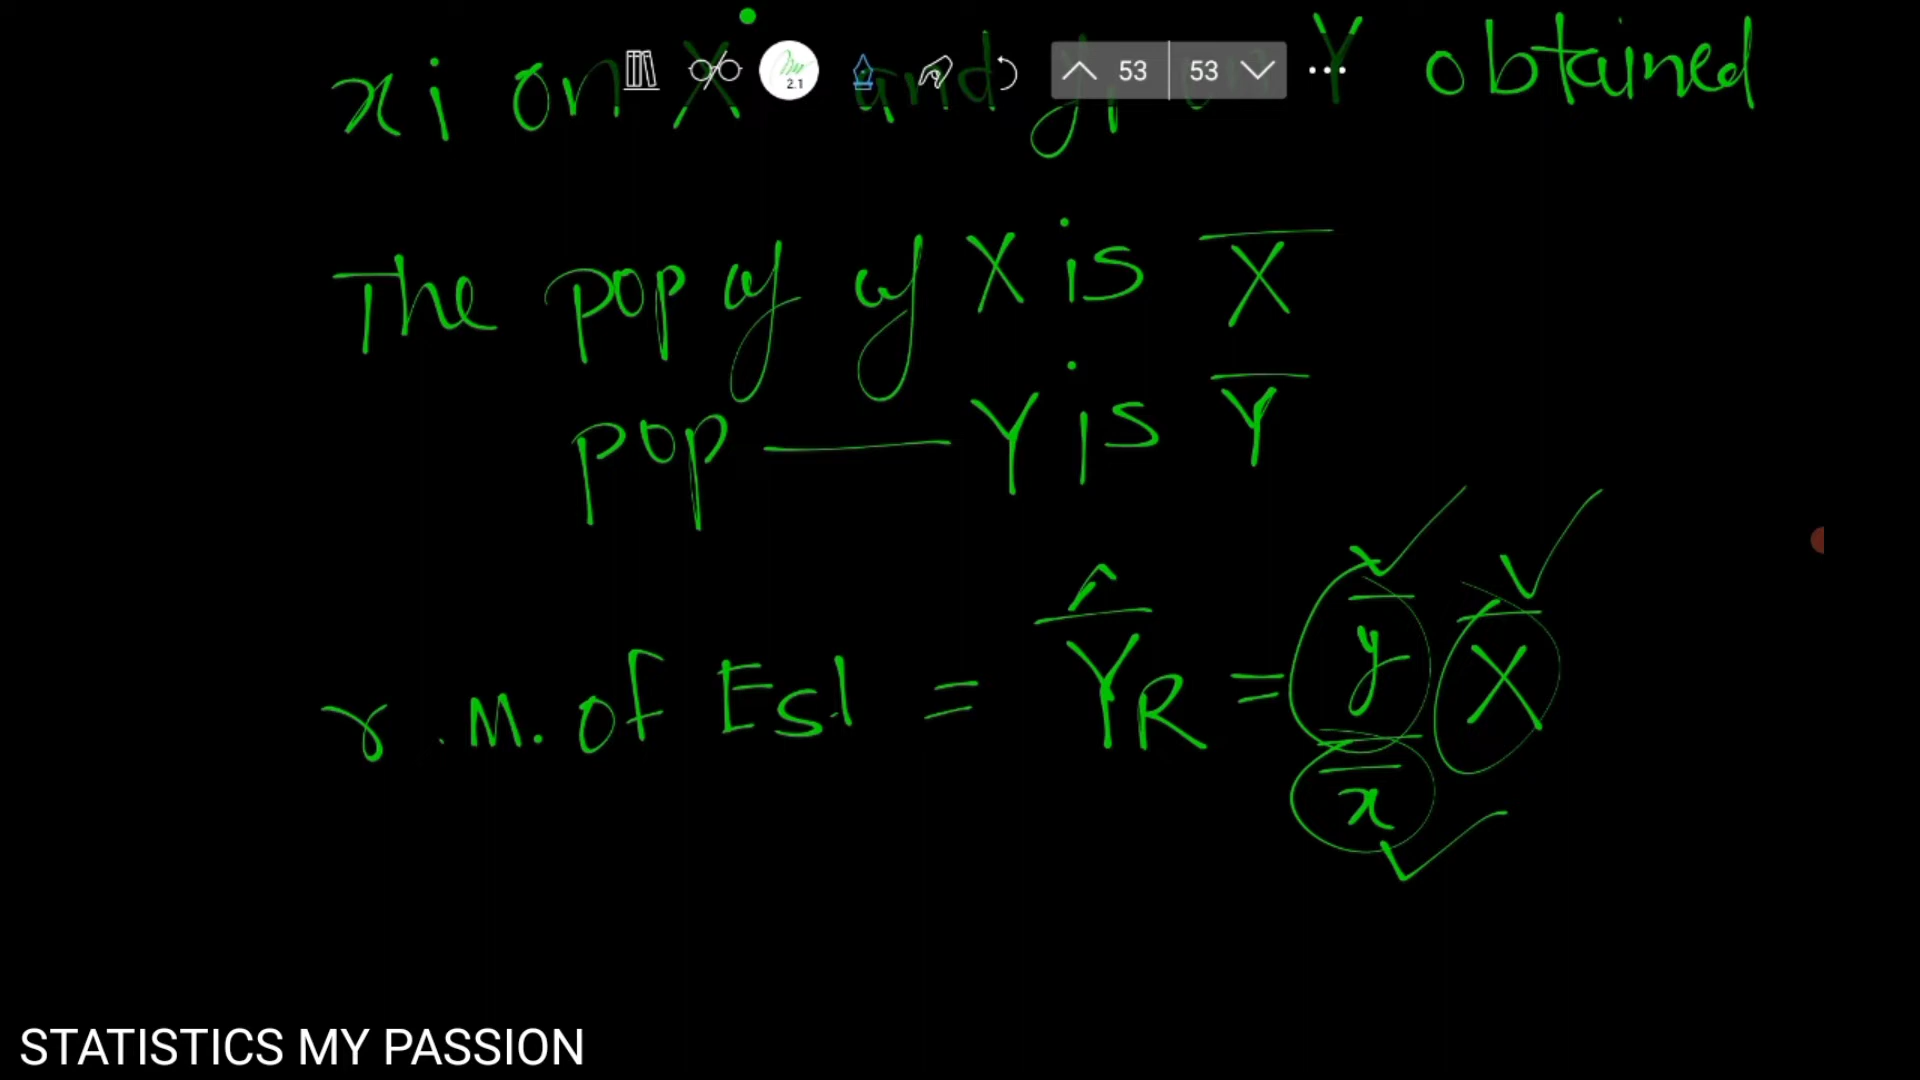 xi on X and yi on Y obtained
53 53
The pop of of X is X̅
pop — Y is Y̅
r.M. of Est = Y̅̂R = y̅/x̅ X̅
STATISTICS MY PASSION